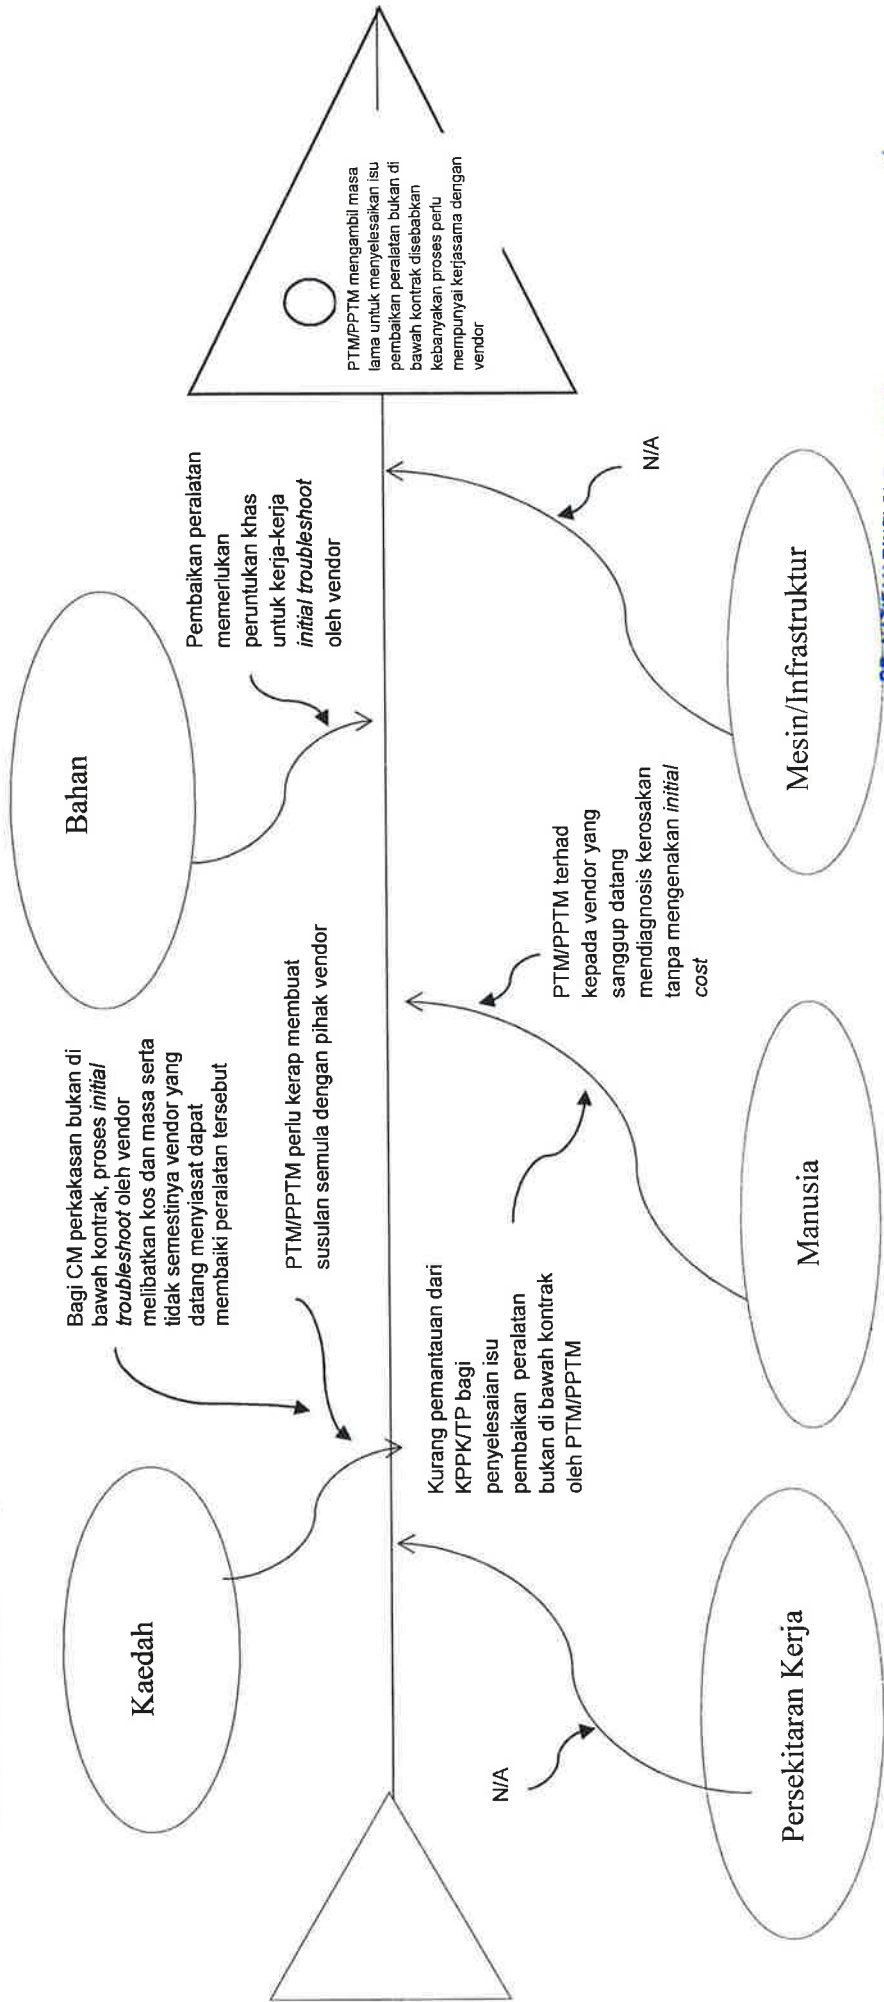 Kaedah
Bagi CM perkakasan bukan di
bawah kontrak, proses initial
troubleshoot oleh vendor
melibatkan kos dan masa serta
tidak semestinya vendor yang
datang menyiasat dapat
membaiki peralatan tersebut
PTM/PPTM perlu kerap membuat
susulan semula dengan pihak vendor
Bahan
Pembaikan peralatan
memerlukan
peruntukan khas
untuk kerja-kerja
initial troubleshoot
oleh vendor
PTM/PPTM mengambil masa
lama untuk menyelesaikan isu
pembaikan peralatan bukan di
bawah kontrak disebabkan
kebanyakan proses perlu
mempunyai kerjasama dengan
vendor
N/A
Persekitaran Kerja
Kurang pemantauan dari
KPPK/TP bagi
penyelesaian isu
pembaikan peralatan
bukan di bawah kontrak
oleh PTM/PPTM
Manusia
PTM/PPTM terhad
kepada vendor yang
sanggup datang
mendiagnosis kerosakan
tanpa mengenakan initial
cost
N/A
Mesin/Infrastruktur